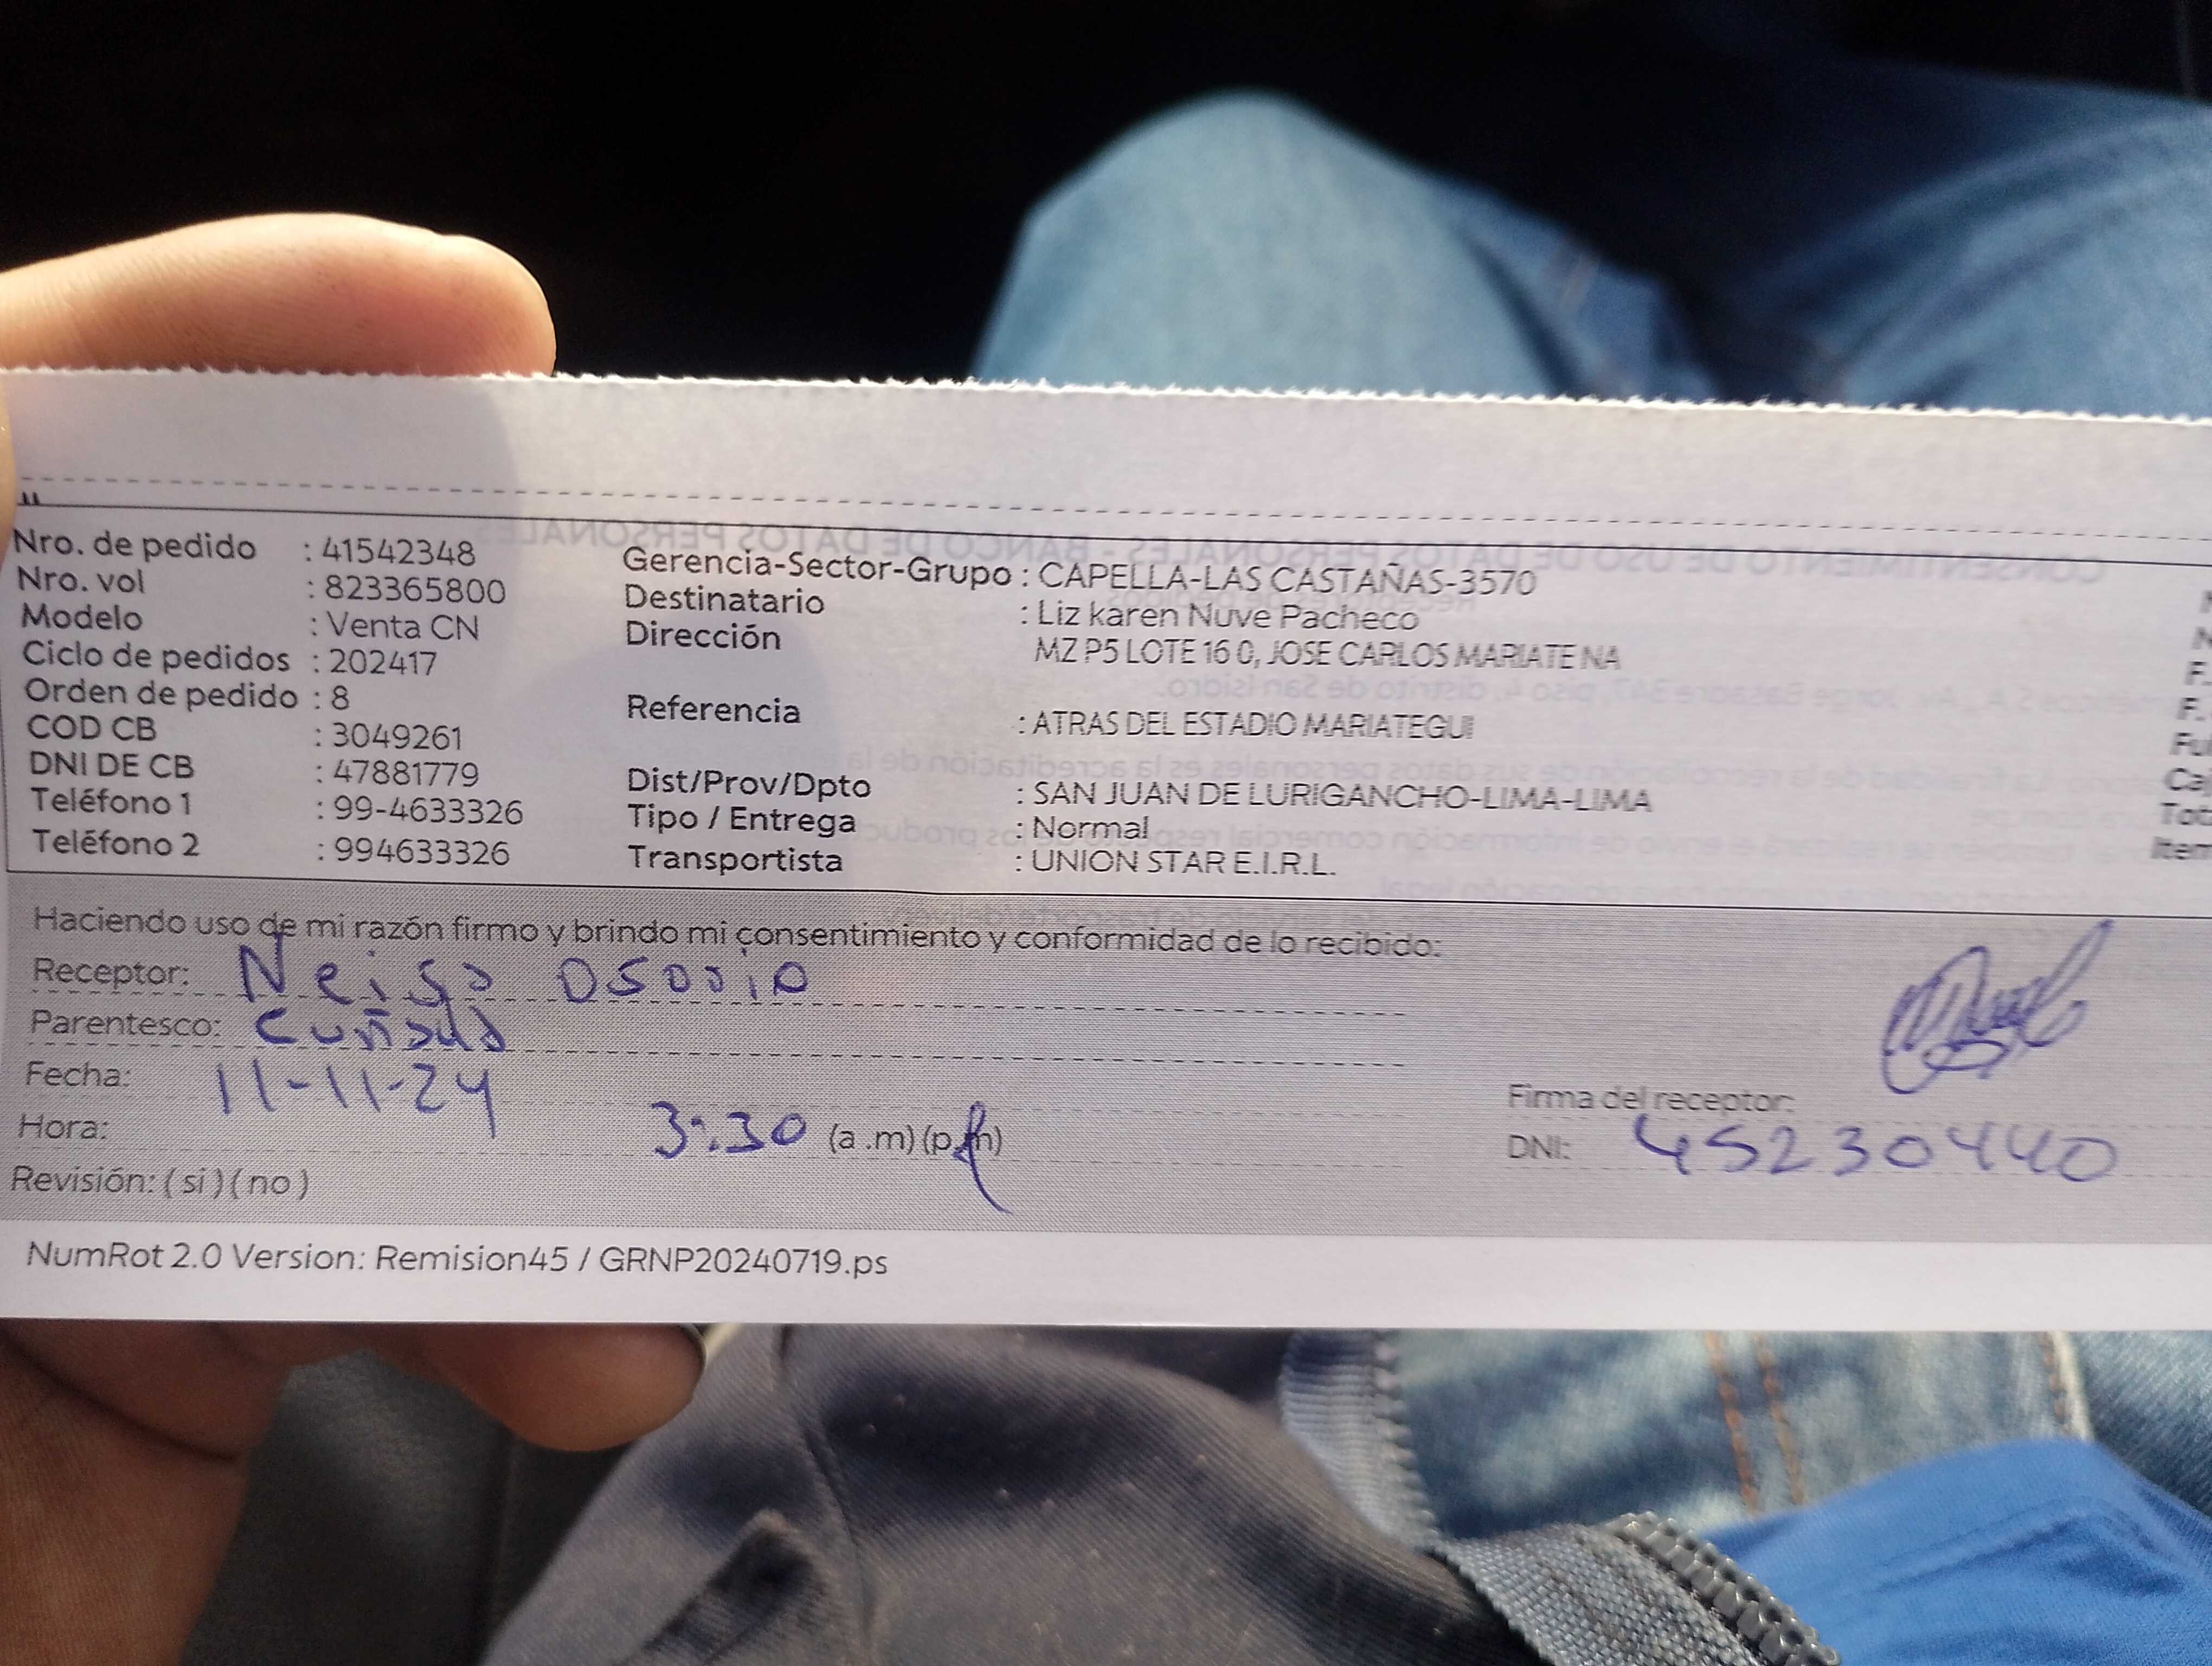 Nro. de pedido : 41542348
Nro. vol : 823365800
Modelo : Venta CN
Ciclo de pedidos : 202417
Orden de pedido : 8
COD CB : 3049261
DNI DE CB : 47881779
Teléfono 1 : 99-4633326
Teléfono 2 : 994633326
Gerencia-Sector-Grupo : CAPELLA-LAS CASTAÑAS-3570
Destinatario : Liz karen Nuve Pacheco
Dirección MZ P5 LOTE 16 0, JOSE CARLOS MARIATE NA
Referencia : ATRAS DEL ESTADIO MARIATEGUI
Dist/Prov/Dpto : SAN JUAN DE LURIGANCHO-LIMA-LIMA
Tipo / Entrega : Normal
Transportista : UNION STAR E.I.R.L.
Haciendo uso de mi razón firmo y brindo mi consentimiento y conformidad de lo recibido:
Receptor: Osorio
Parentesco: Cuñada
Fecha: 11-11-24
Hora: 3:30 (a.m) (p.m)
Revisión: ( si ) ( no )
Firma del receptor:
DNI: 45230440
NumRot 2.0 Version: Remision45 / GRNP20240719.ps